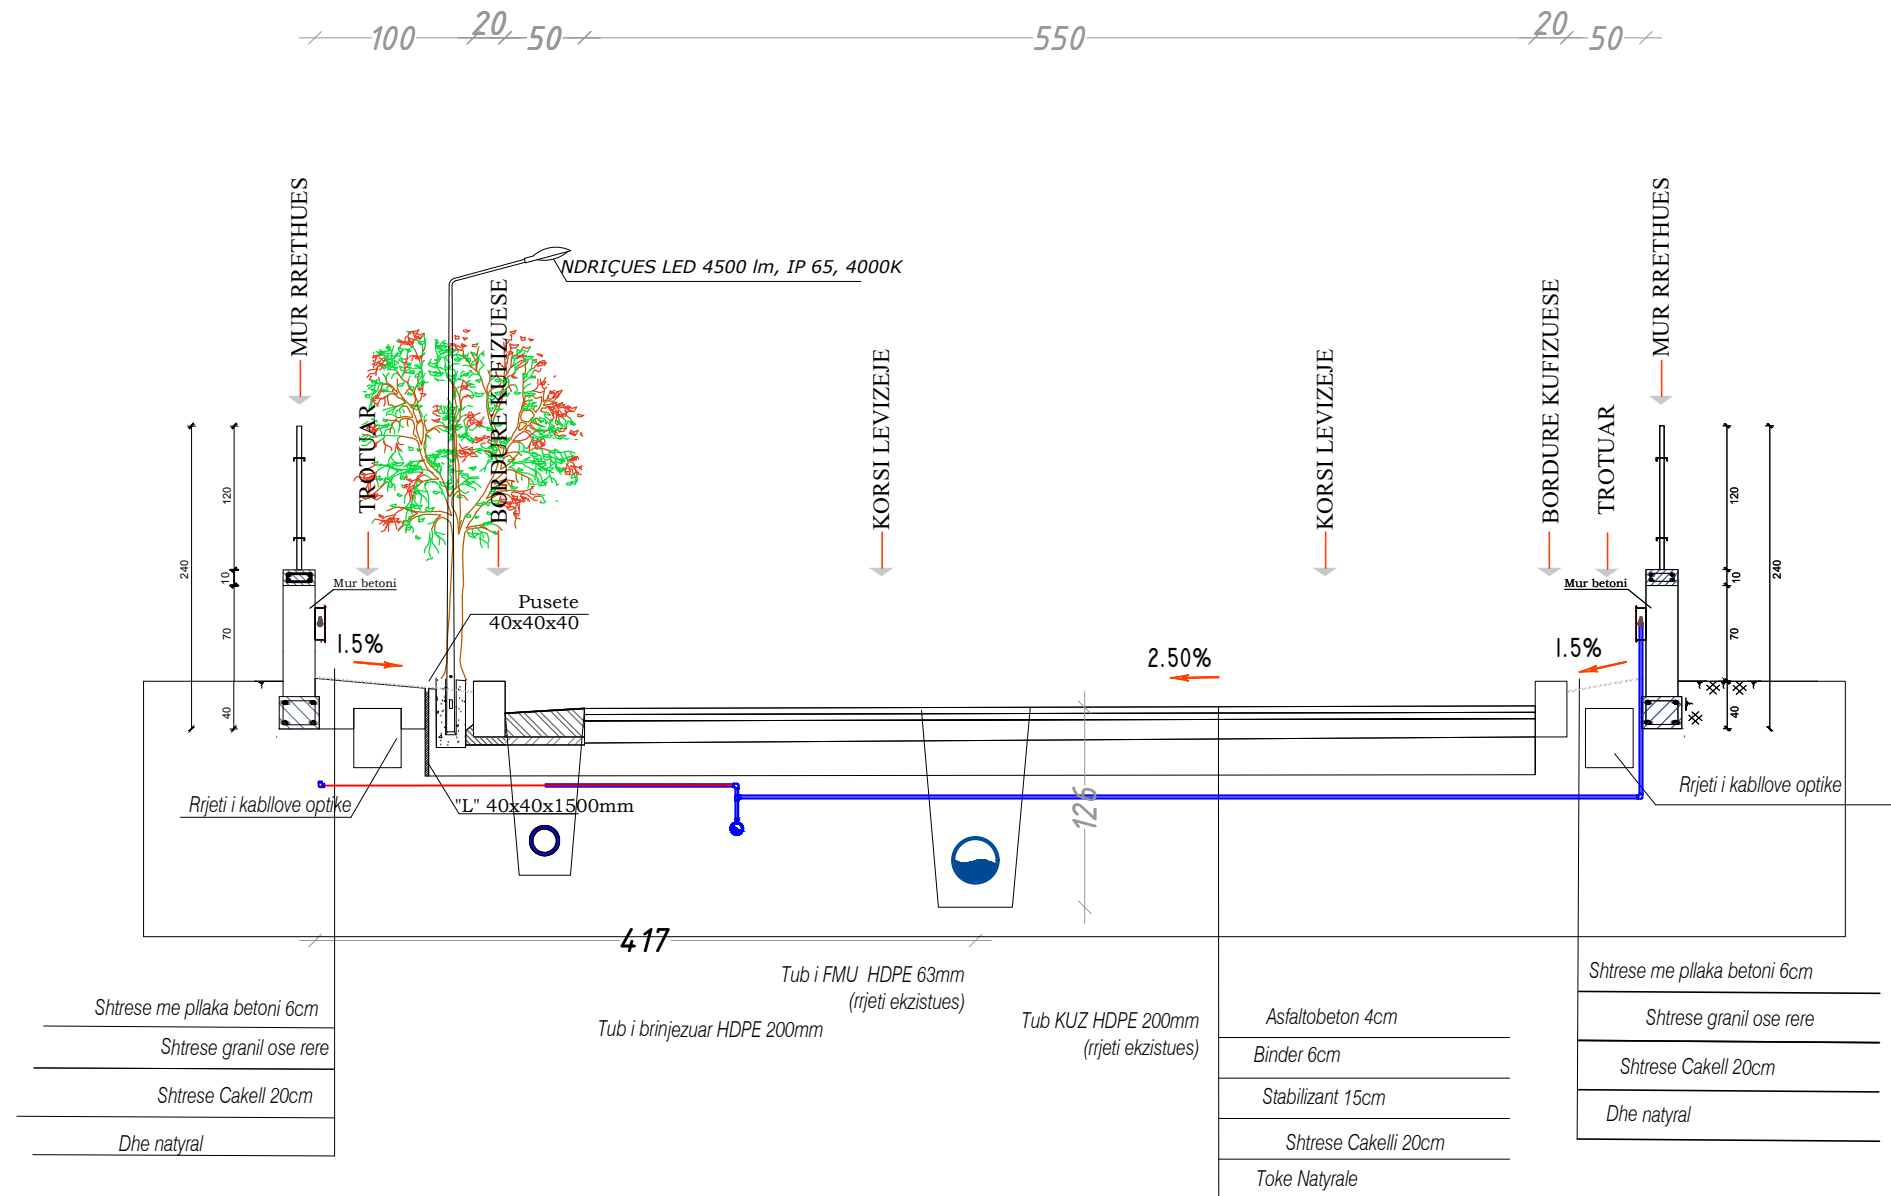 100
20
50
550
20
50
MUR RRETHUES
NDRIÇUES LED 4500 lm, IP 65, 4000K
TROTUAR
BORDURE KUFIZUESE
KORSI LEVIZEJE
KORSI LEVIZEJE
BORDURE KUFIZUESE
TROTUAR
MUR RRETHUES
240
120
10
70
40
Mur betoni
1.5%
Pusete
40x40x40
2.50%
1.5%
Mur betoni
120
10
70
40
240
Rrjeti i kabllove optike
"L" 40x40x1500mm
126
Rrjeti i kabllove optike
417
Tub i FMU HDPE 63mm
(rrjeti ekzistues)
Tub i brinjezuar HDPE 200mm
Tub KUZ HDPE 200mm
(rrjeti ekzistues)
Shtrese me pllaka betoni 6cm
Shtrese granil ose rere
Shtrese Cakell 20cm
Dhe natyral
Asfaltobeton 4cm
Binder 6cm
Stabilizant 15cm
Shtrese Cakelli 20cm
Toke Natyrale
Shtrese me pllaka betoni 6cm
Shtrese granil ose rere
Shtrese Cakell 20cm
Dhe natyral